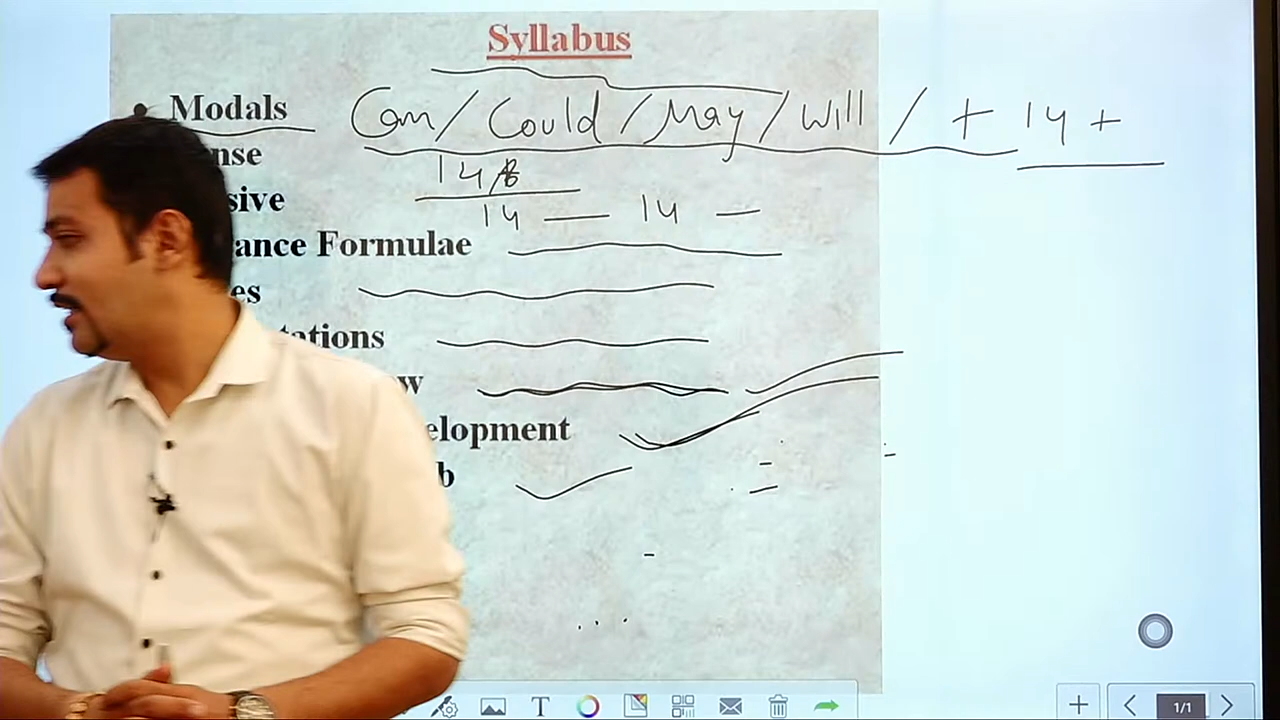 Syllabus
• Modals Can / Could / May / Will / + 14 +
nse
14
sive 14 — 14 —
ance Formulae
es
tations
w
elopment
b
T
+ < 1/1 >